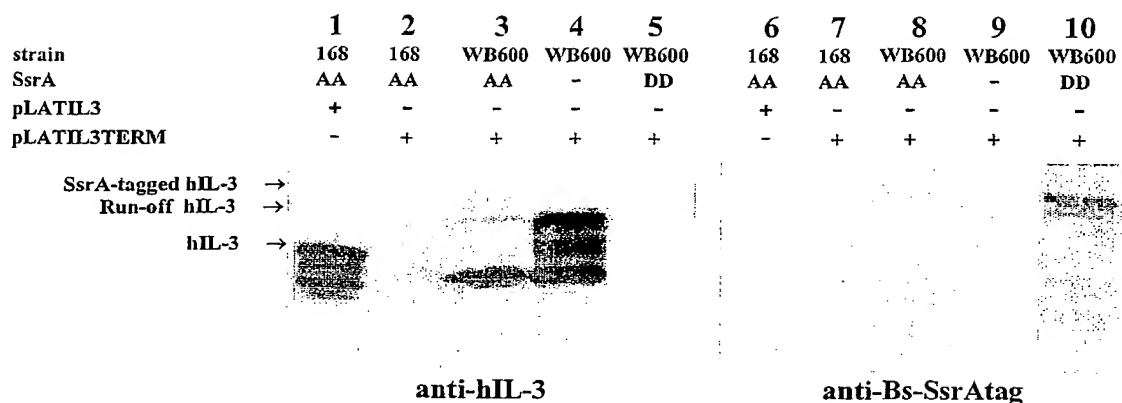 1 2 3 4 5 6 7 8 9 10
strain 168 168 WB600 WB600 WB600 168 168 WB600 WB600 WB600
SsrA AA AA AA - DD AA AA AA - DD
pLATIL3 + - - - - + - - - -
pLATIL3TERM - + + + + - + + + +
SsrA-tagged hIL-3 →
Run-off hIL-3 →
hIL-3 →
anti-hIL-3 anti-Bs-SsrAtag